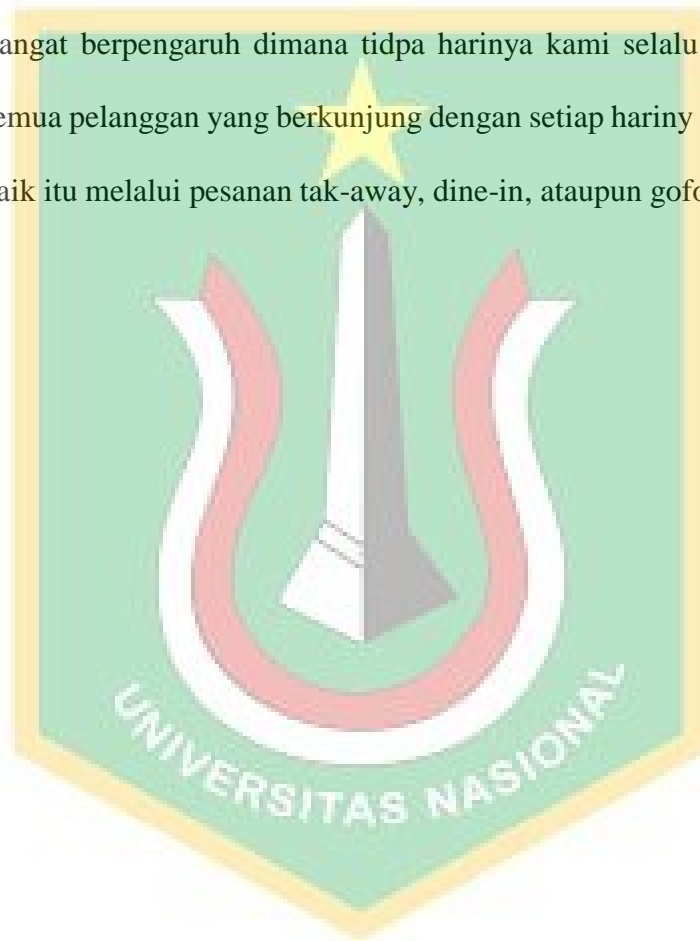 angat berpengaruh dimana tidpa harinya kami selalu
emua pelanggan yang berkunjung dengan setiap hariny
aik itu melalui pesanan tak-away, dine-in, ataupun gofo
UNIVERSITAS NASIONAL